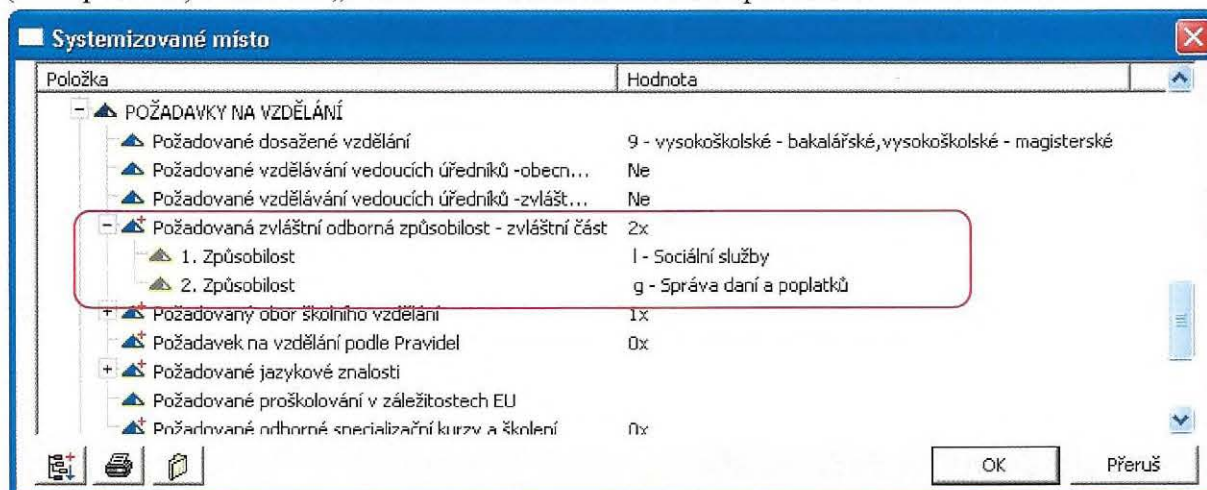 Systemizované místo
Položka Hodnota
POŽADAVKY NA VZDĚLÁNÍ
Požadované dosažené vzdělání 9 - vysokoškolské - bakalářské,vysokoškolské - magisterské
Požadované vzdělávání vedoucích úředníků -obecn... Ne
Požadované vzdělávání vedoucích úředníků -zvlášt... Ne
Požadovaná zvláštní odborná způsobilost - zvláštní část 2x
1. Způsobilost l - Sociální služby
2. Způsobilost g - Správa daní a poplatků
Požadovaný obor školního vzdělání 1x
Požadavek na vzdělání podle Pravidel 0x
Požadované jazykové znalosti
Požadované proškolování v záležitostech EU
Požadované odborné specializační kurzy a školení 0x
OK Přeruš